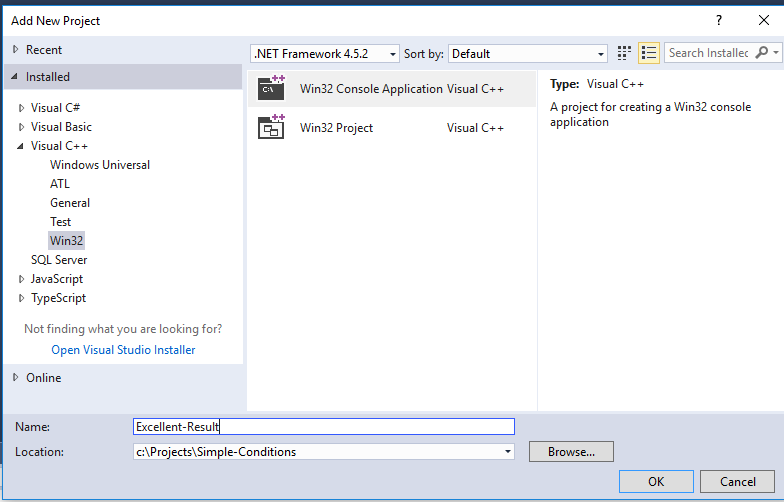 Add New Project ?
Recent
Installed
Visual C#
Visual Basic
Visual C++
Windows Universal
ATL
General
Test
Win32
SQL Server
JavaScript
TypeScript
Not finding what you are looking for?
Open Visual Studio Installer
Online
.NET Framework 4.5.2 Sort by: Default Search Installed
C:\ Win32 Console Application Visual C++
Win32 Project Visual C++
Type: Visual C++
A project for creating a Win32 console
application
Name: Excellent-Result
Location: c:\Projects\Simple-Conditions Browse...
OK Cancel